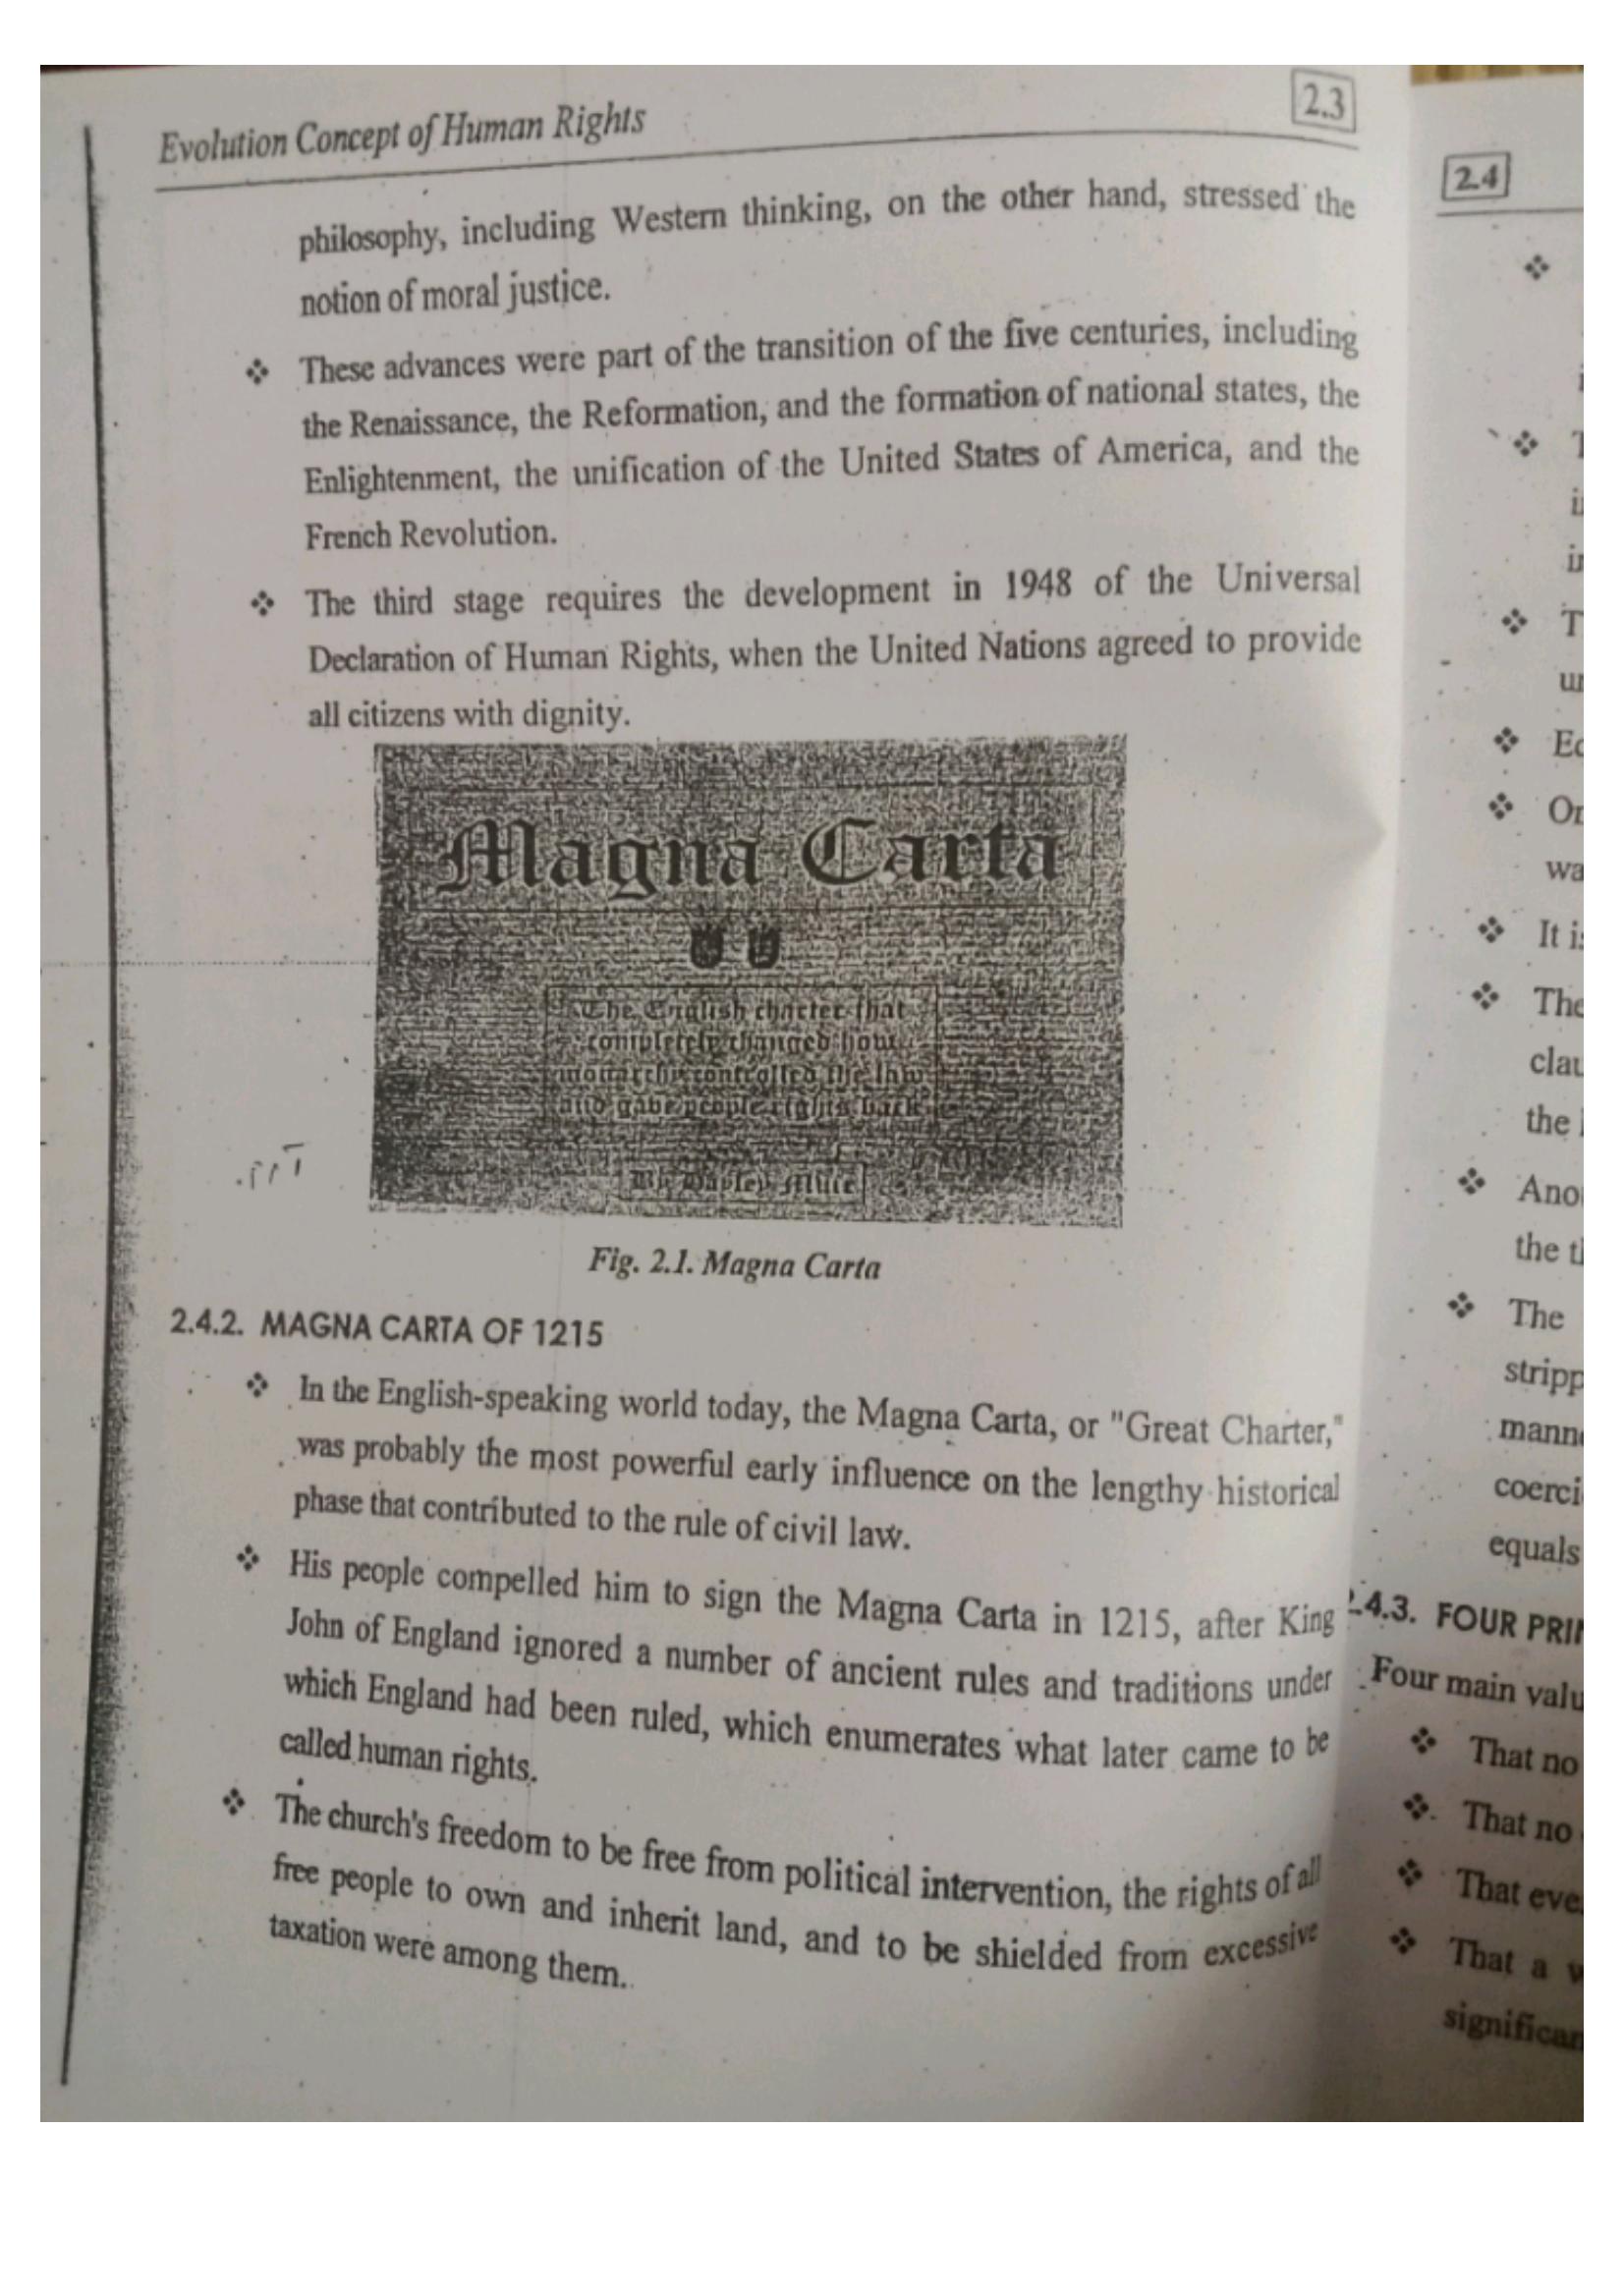 Evolution Concept of Human Rights
2.3
philosophy, including Western thinking, on the other hand, stressed the
notion of moral justice.
❖ These advances were part of the transition of the five centuries, including
the Renaissance, the Reformation, and the formation of national states, the
Enlightenment, the unification of the United States of America, and the
French Revolution.
❖ The third stage requires the development in 1948 of the Universal
Declaration of Human Rights, when the United Nations agreed to provide
all citizens with dignity.
Magna Carta
The English charter that
completely changed how
monarchy controlled the law
and gave people rights back
By
Fig. 2.1. Magna Carta
2.4.2. MAGNA CARTA OF 1215
❖ In the English-speaking world today, the Magna Carta, or "Great Charter,"
was probably the most powerful early influence on the lengthy historical
phase that contributed to the rule of civil law.
❖ His people compelled him to sign the Magna Carta in 1215, after King
John of England ignored a number of ancient rules and traditions under
which England had been ruled, which enumerates what later came to be
called human rights.
❖ The church's freedom to be free from political intervention, the rights of all
free people to own and inherit land, and to be shielded from excessive
taxation were among them.
2.4
❖
❖ T
❖ T
❖
❖ Or
wa
❖ It
❖ The
clau
the
❖ Ano
the
❖ The
stripp
mann
coerci
equals
4.3. FOUR PRI
Four main valu
❖ That no
❖ That no
❖ That eve
❖ That a
significan